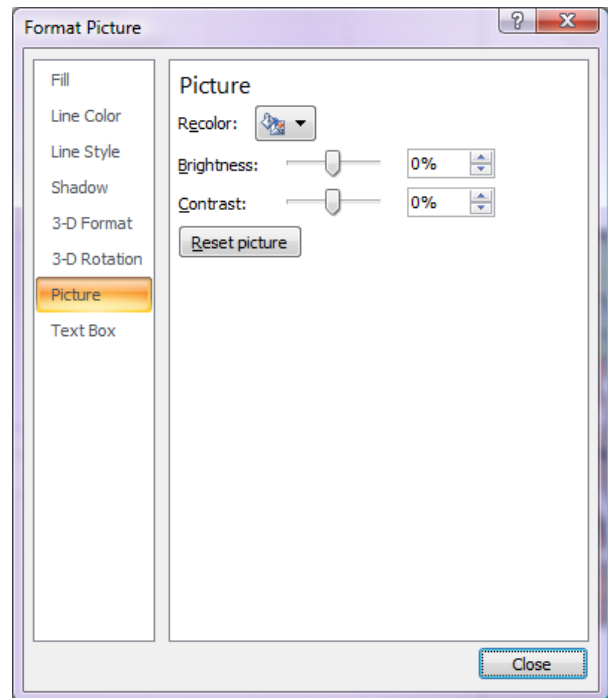 Format Picture
?
X
Fill
Line Color
Line Style
Shadow
3-D Format
3-D Rotation
Picture
Text Box
Picture
Recolor:
Brightness: 0%
Contrast: 0%
Reset picture
Close